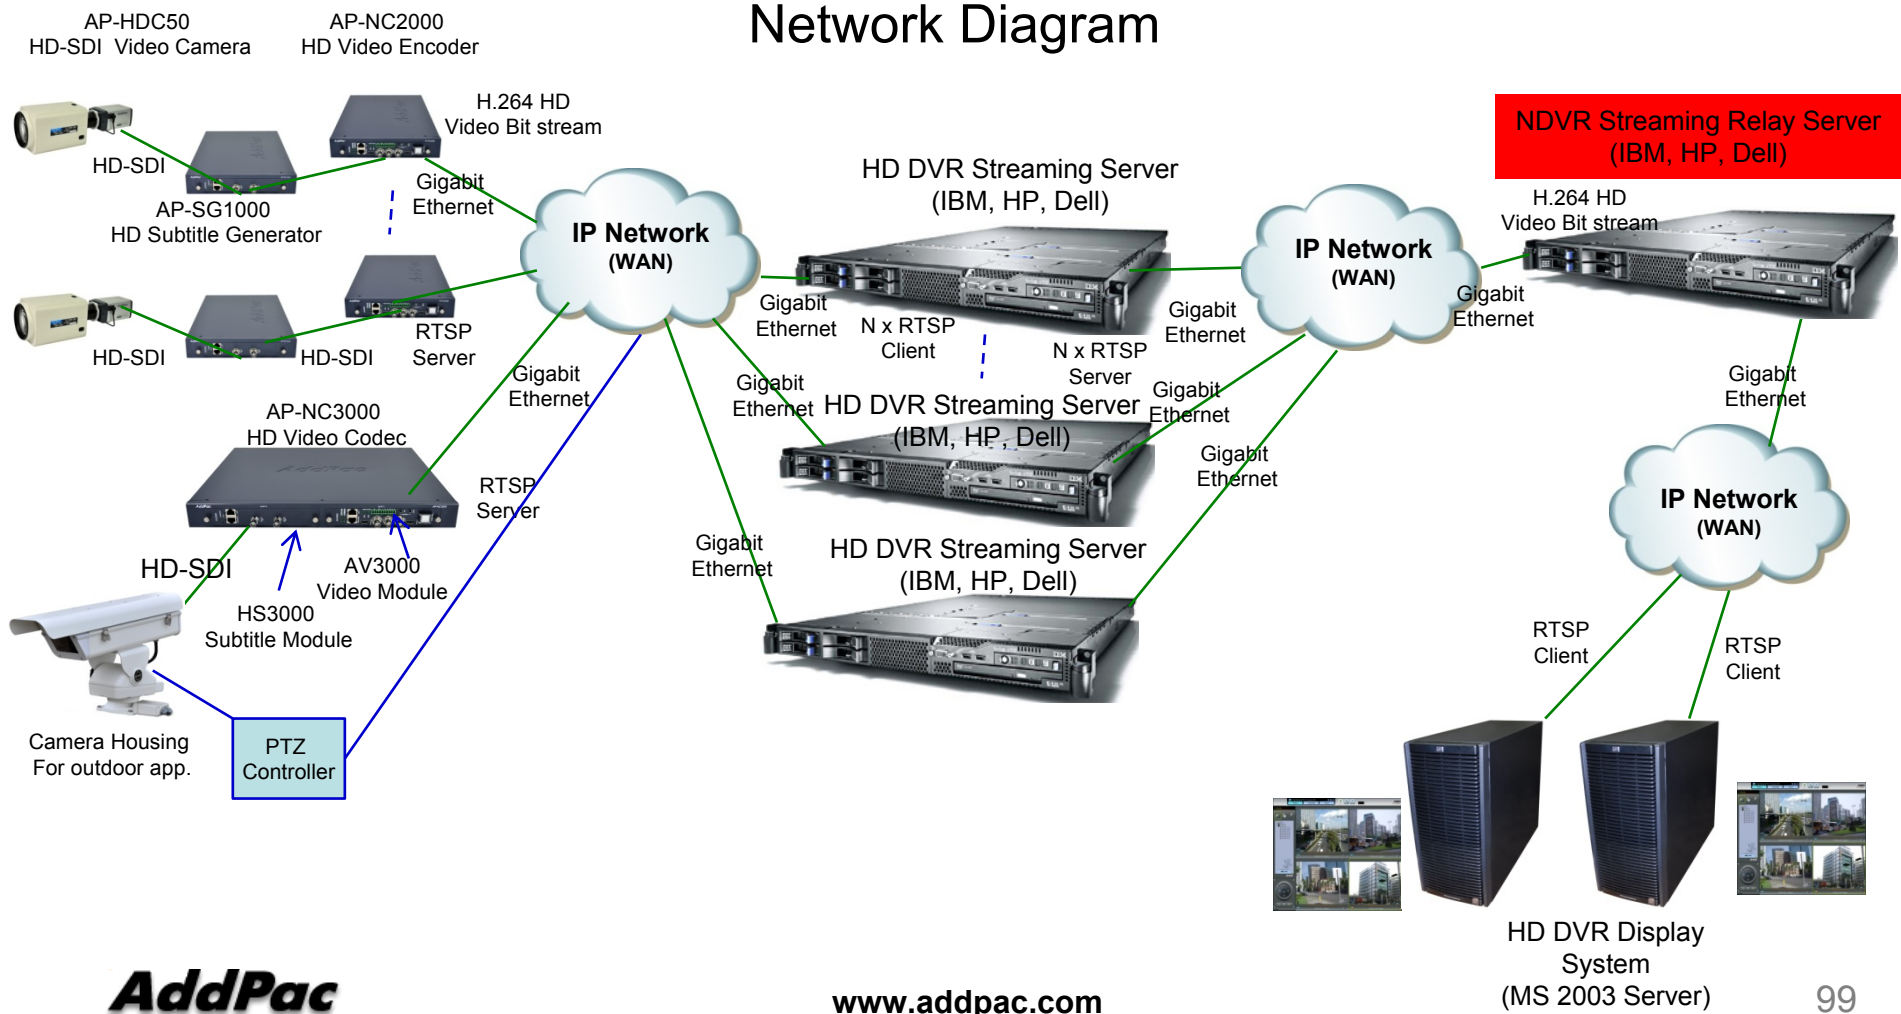 Network Diagram
AP-HDC50
HD-SDI  Video Camera
AP-NC2000
HD Video Encoder
H.264 HD
Video Bit stream
HD-SDI
AP-SG1000
HD Subtitle Generator
Gigabit
Ethernet
HD-SDI
HD-SDI
RTSP
Server
IP Network
(WAN)
Gigabit
Ethernet
AP-NC3000
HD Video Codec
AddPac
RTSP
Server
HD-SDI
AV3000
Video Module
HS3000
Subtitle Module
Camera Housing
For outdoor app.
PTZ
Controller
HD DVR Streaming Server
(IBM, HP, Dell)
Gigabit
Ethernet
N x RTSP
Client
N x RTSP
Server
Gigabit
Ethernet
HD DVR Streaming Server
(IBM, HP, Dell)
Gigabit
Ethernet
HD DVR Streaming Server
(IBM, HP, Dell)
Gigabit
Ethernet
Gigabit
Ethernet
Gigabit
Ethernet
IP Network
(WAN)
Gigabit
Ethernet
NDVR Streaming Relay Server
(IBM, HP, Dell)
H.264 HD
Video Bit stream
Gigabit
Ethernet
IP Network
(WAN)
RTSP
Client
RTSP
Client
HD DVR Display
System
(MS 2003 Server)
AddPac
www.addpac.com
99